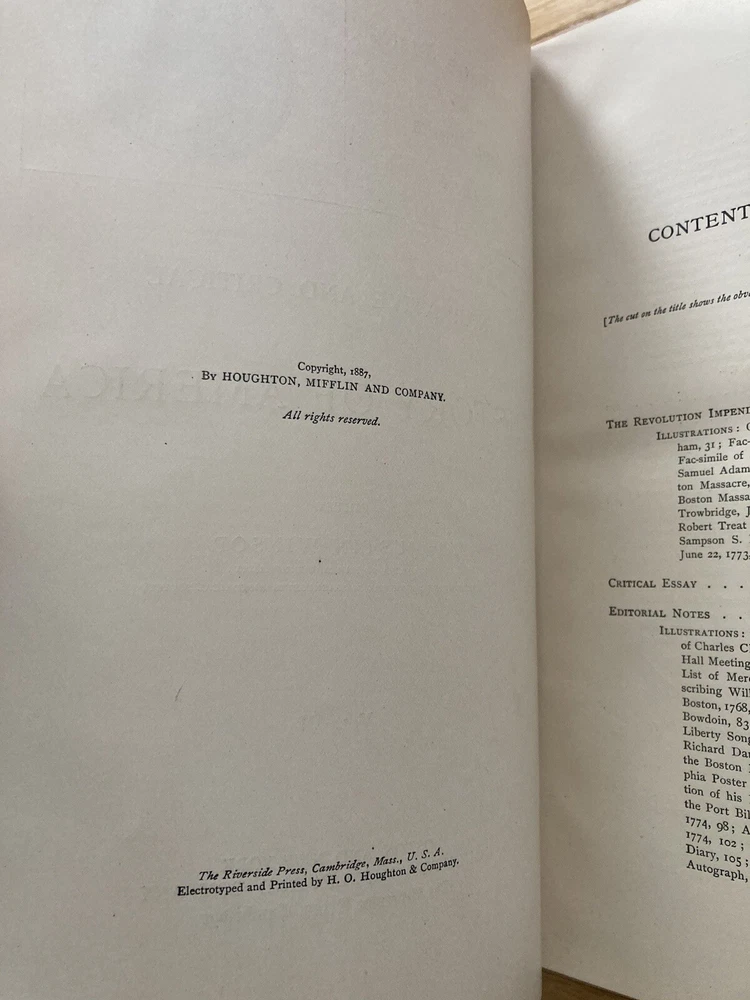 Copyright, 1887,
By HOUGHTON, MIFFLIN AND COMPANY.
All rights reserved.
The Riverside Press, Cambridge, Mass., U. S. A.
Electrotyped and Printed by H. O. Houghton & Company.
CONTENT
[The cut on the title shows the
The Revolution
Illustrations:
ham, 31; Fac-
Fac-simile of
Samuel Adam
ton Massacre,
Boston Massa
Trowbridge, J
Robert Treat
Sampson S.
June 22, 1773
Critical Essay . . .
Editorial Notes . .
Illustrations:
of Charles
Hall Meeting
List of Mer
scribing Wil
Boston, 1768,
Bowdoin, 83
Liberty Song
Richard Da
the Boston
phia Poster
tion of his
the Port Bil
1774, 98; A
1774, 102;
Diary, 105;
Autograph,